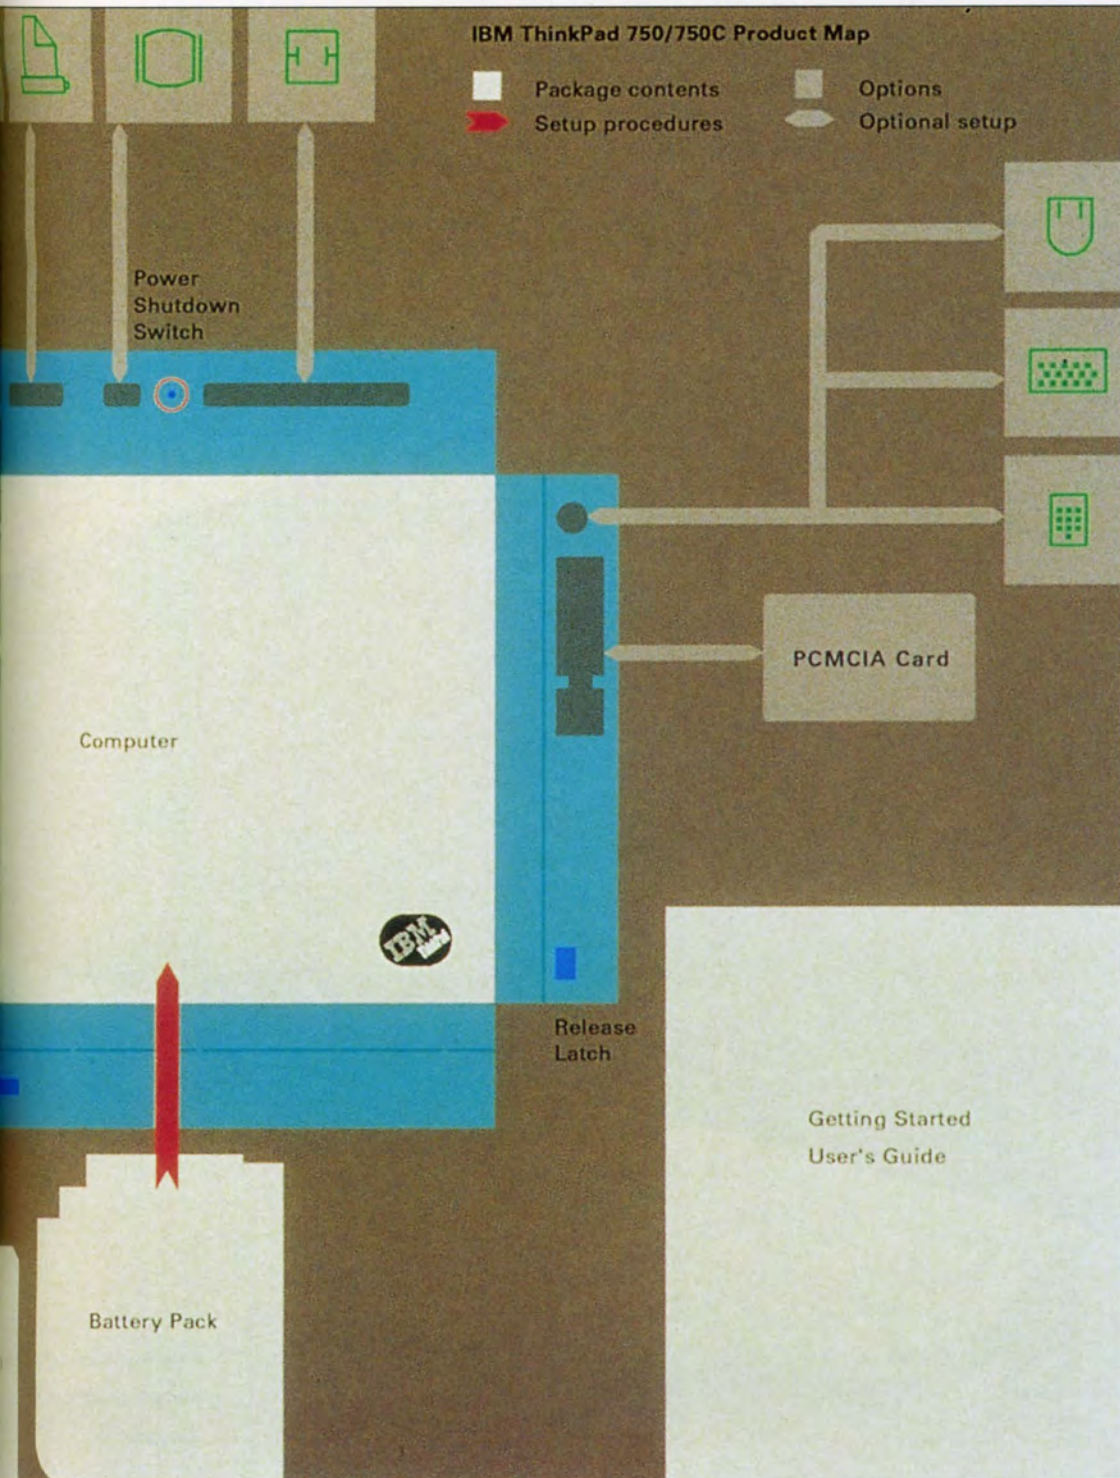 IBM ThinkPad 750/750C Product Map
Package contents
Options
Setup procedures
Optional setup
Power
Shutdown
Switch
PCMCIA Card
Computer
IBM
ThinkPad
Release
Latch
Getting Started
User's Guide
Battery Pack